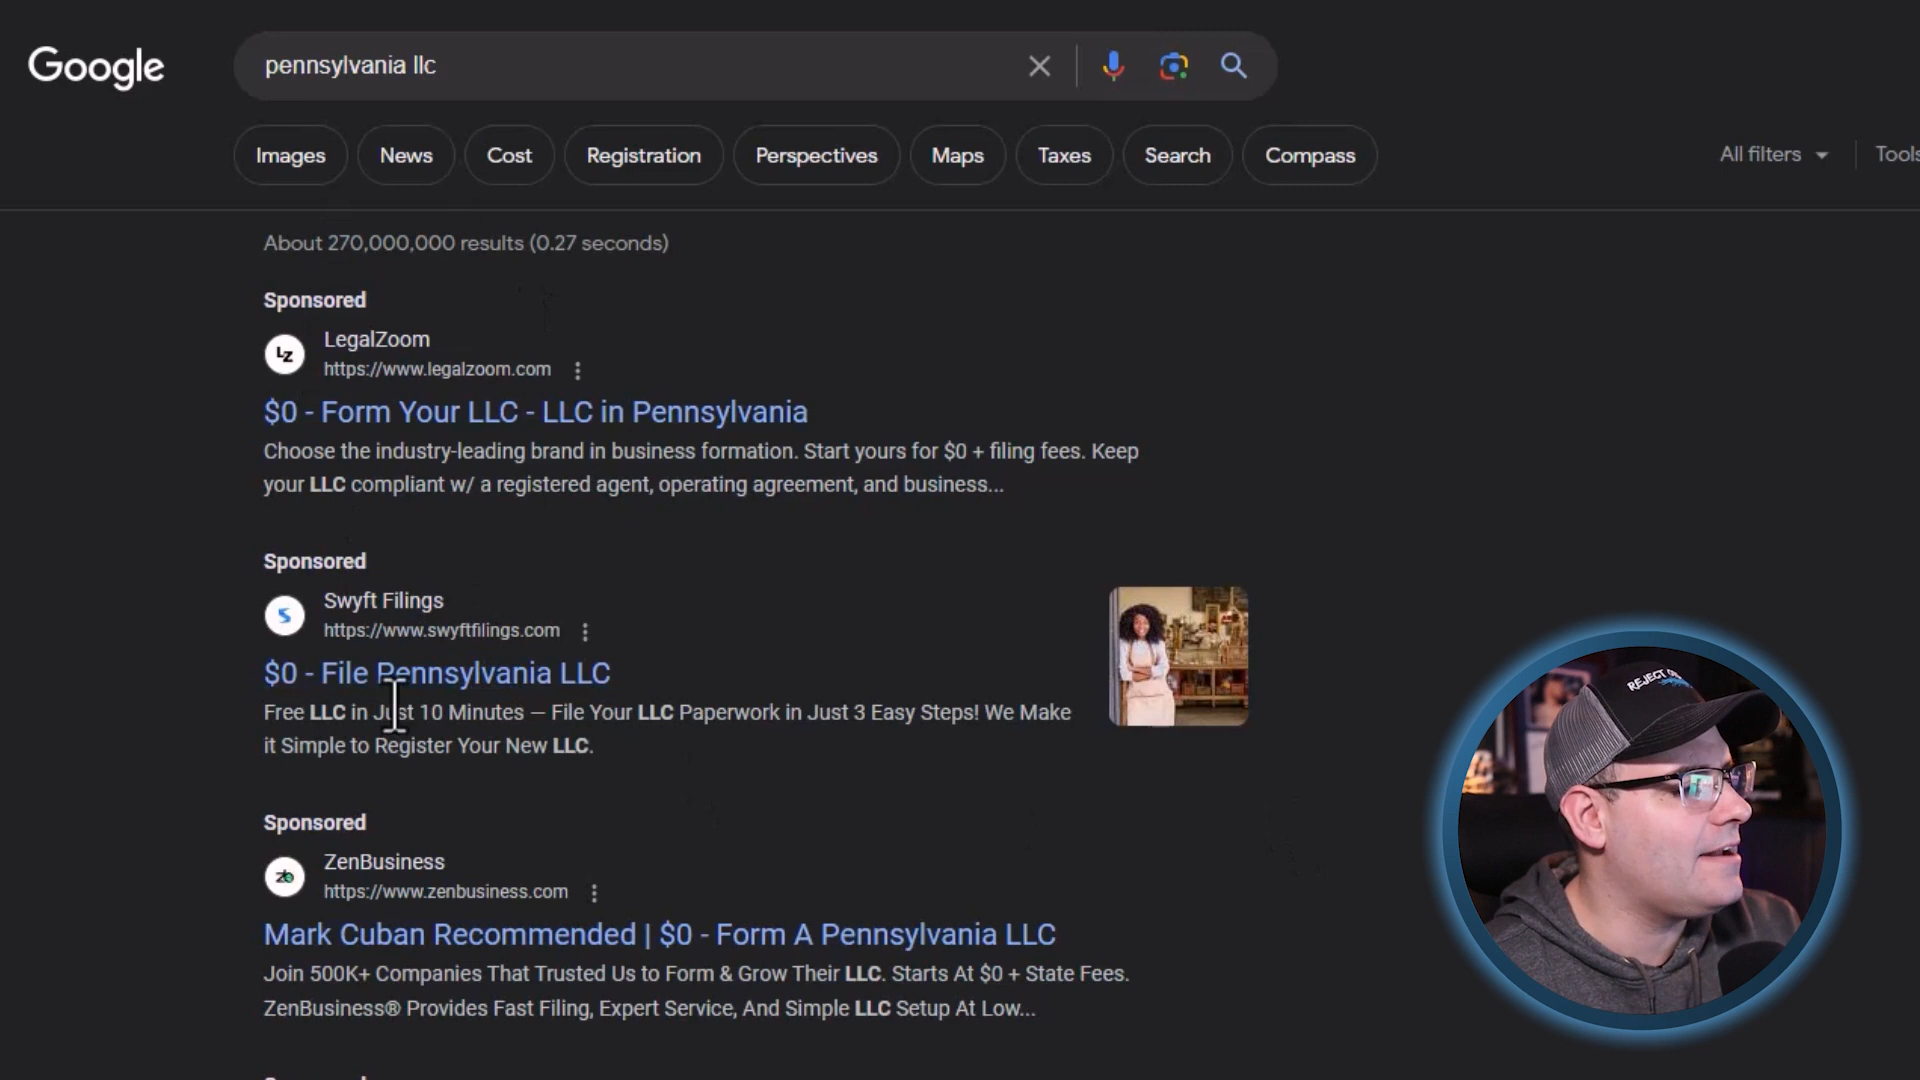 Google
pennsylvania llc
Images
News
Cost
Registration
Perspectives
Maps
Taxes
Search
Compass
All filters
Tools
About 270,000,000 results (0.27 seconds)
Sponsored
LZ
LegalZoom
https://www.legalzoom.com
$0 - Form Your LLC - LLC in Pennsylvania
Choose the industry-leading brand in business formation. Start yours for $0 + filing fees. Keep
your LLC compliant w/ a registered agent, operating agreement, and business...
Sponsored
S
Swyft Filings
https://www.swyftfilings.com
$0 - File Pennsylvania LLC
Free LLC in Just 10 Minutes — File Your LLC Paperwork in Just 3 Easy Steps! We Make
it Simple to Register Your New LLC.
REJECT
Sponsored
ZenBusiness
https://www.zenbusiness.com
Mark Cuban Recommended | $0 - Form A Pennsylvania LLC
Join 500K+ Companies That Trusted Us to Form & Grow Their LLC. Starts At $0 + State Fees.
ZenBusiness® Provides Fast Filing, Expert Service, And Simple LLC Setup At Low...